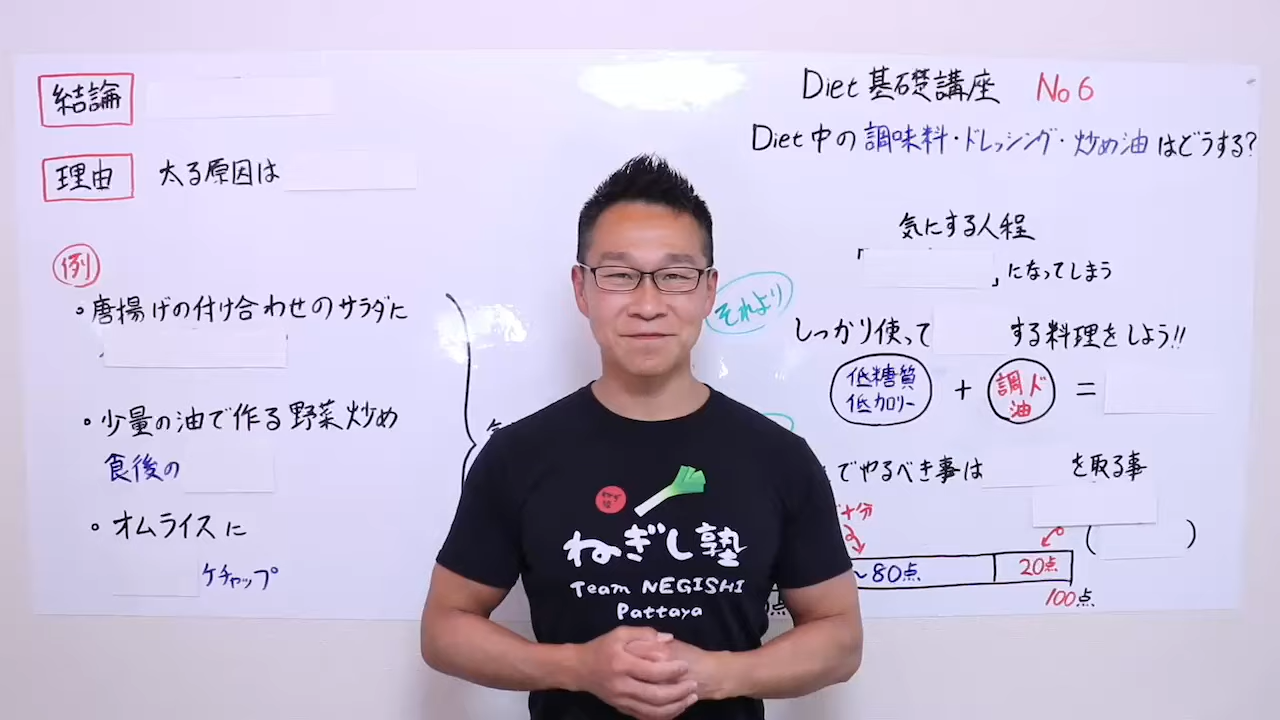 結論
理由 太る原因は
例
・唐揚げの付け合わせのサラダに
・少量の油で作る野菜炒め
食後の
・オムライスに
ケチャップ
Diet基礎講座 No6
Diet中の調味料・ドレッシング・炒め油はどうする?
気にする人程
「 」になってしまう
それより
しっかり使って する料理をしよう!!
低糖質
低カロリー
+
調ド
油
=
でやるべき事は を取る事
十分
( )
~80点 20点
100点
ねぎし塾
Team NEGISHI
Pattaya